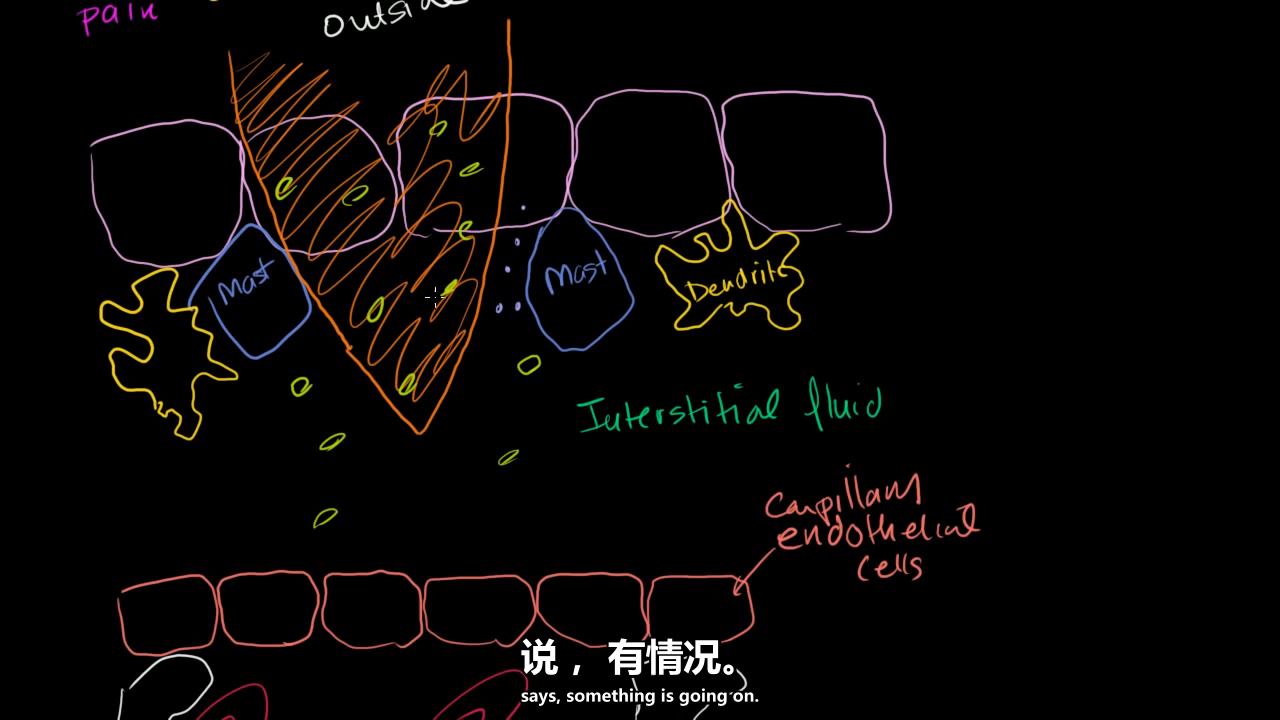 pain
outside
Mast
Mast
Dendrite
Interstitial fluid
Capillary
endothelial
cells
说，有情况。
says, something is going on.